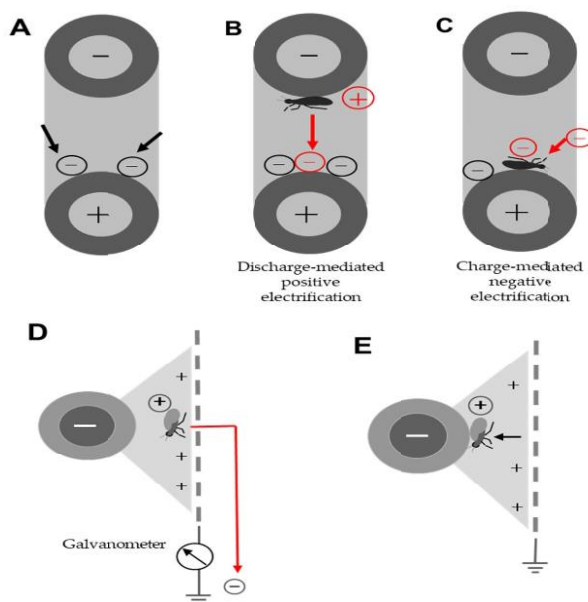 A
B
C
−
−
−
+
−
−
−
−
−
−
−
−
+
+
+
Discharge-mediated
positive
electrification
Charge-mediated
negative
electrification
D
E
−
+
+
+
+
+
−
+
+
+
+
Galvanometer
−